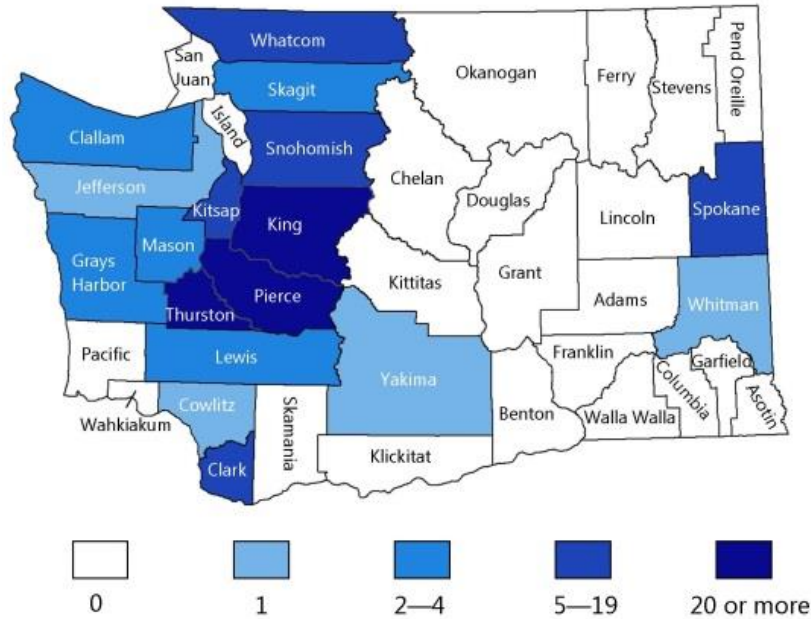 Whatcom
San
Juan
Skagit
Okanogan
Ferry
Stevens
Pend Oreille
Island
Clallam
Snohomish
Jefferson
Chelan
Douglas
Kitsap
King
Lincoln
Spokane
Mason
Grays
Harbor
Kittitas
Grant
Adams
Whitman
Pierce
Thurston
Pacific
Lewis
Franklin
Garfield
Yakima
Columbia
Asotin
Cowlitz
Wahkiakum
Skamania
Benton
Walla Walla
Klickitat
Clark
0
1
2—4
5—19
20 or more